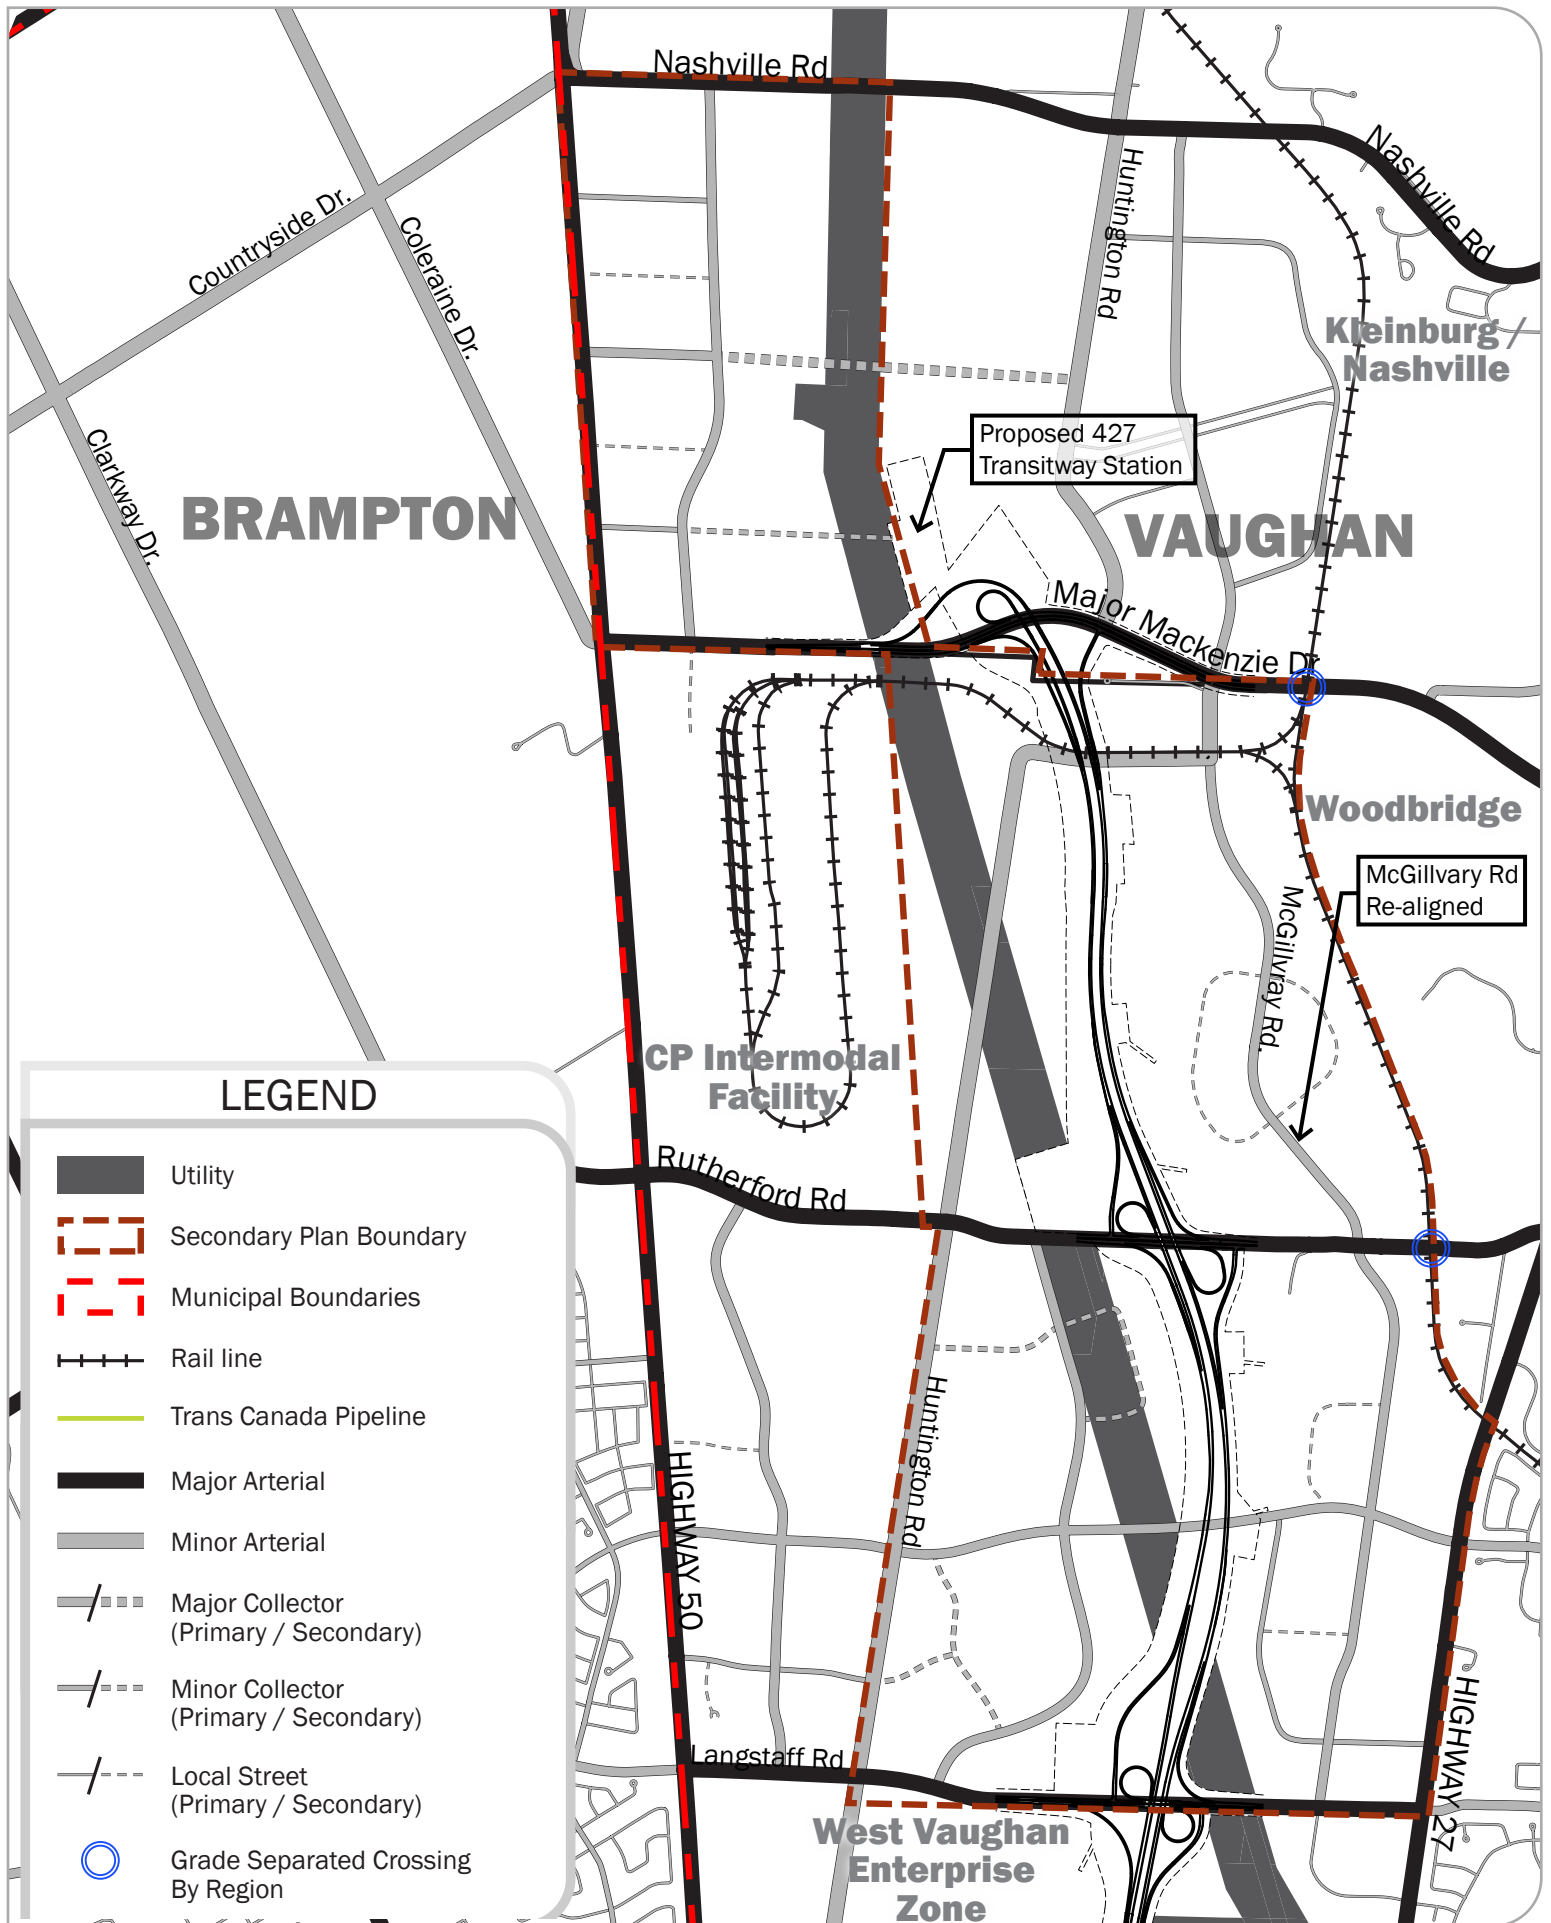 Nashville Rd
Nashville Rd
Huntington Rd
Countryside Dr.
Coleraine Dr.
Clarkway Dr.
Kleinburg /
Nashville
Proposed 427
Transitway Station
BRAMPTON
VAUGHAN
Major Mackenzie Dr
Woodbridge
McGillvary Rd
Re-aligned
McGillvray Rd.
CP Intermodal
Facility
Rutherford Rd
Huntington Rd
HIGHWAY 50
Langstaff Rd
HIGHWAY 27
West Vaughan
Enterprise
Zone
LEGEND
Utility
Secondary Plan Boundary
Municipal Boundaries
Rail line
Trans Canada Pipeline
Major Arterial
Minor Arterial
Major Collector
(Primary / Secondary)
Minor Collector
(Primary / Secondary)
Local Street
(Primary / Secondary)
Grade Separated Crossing
By Region